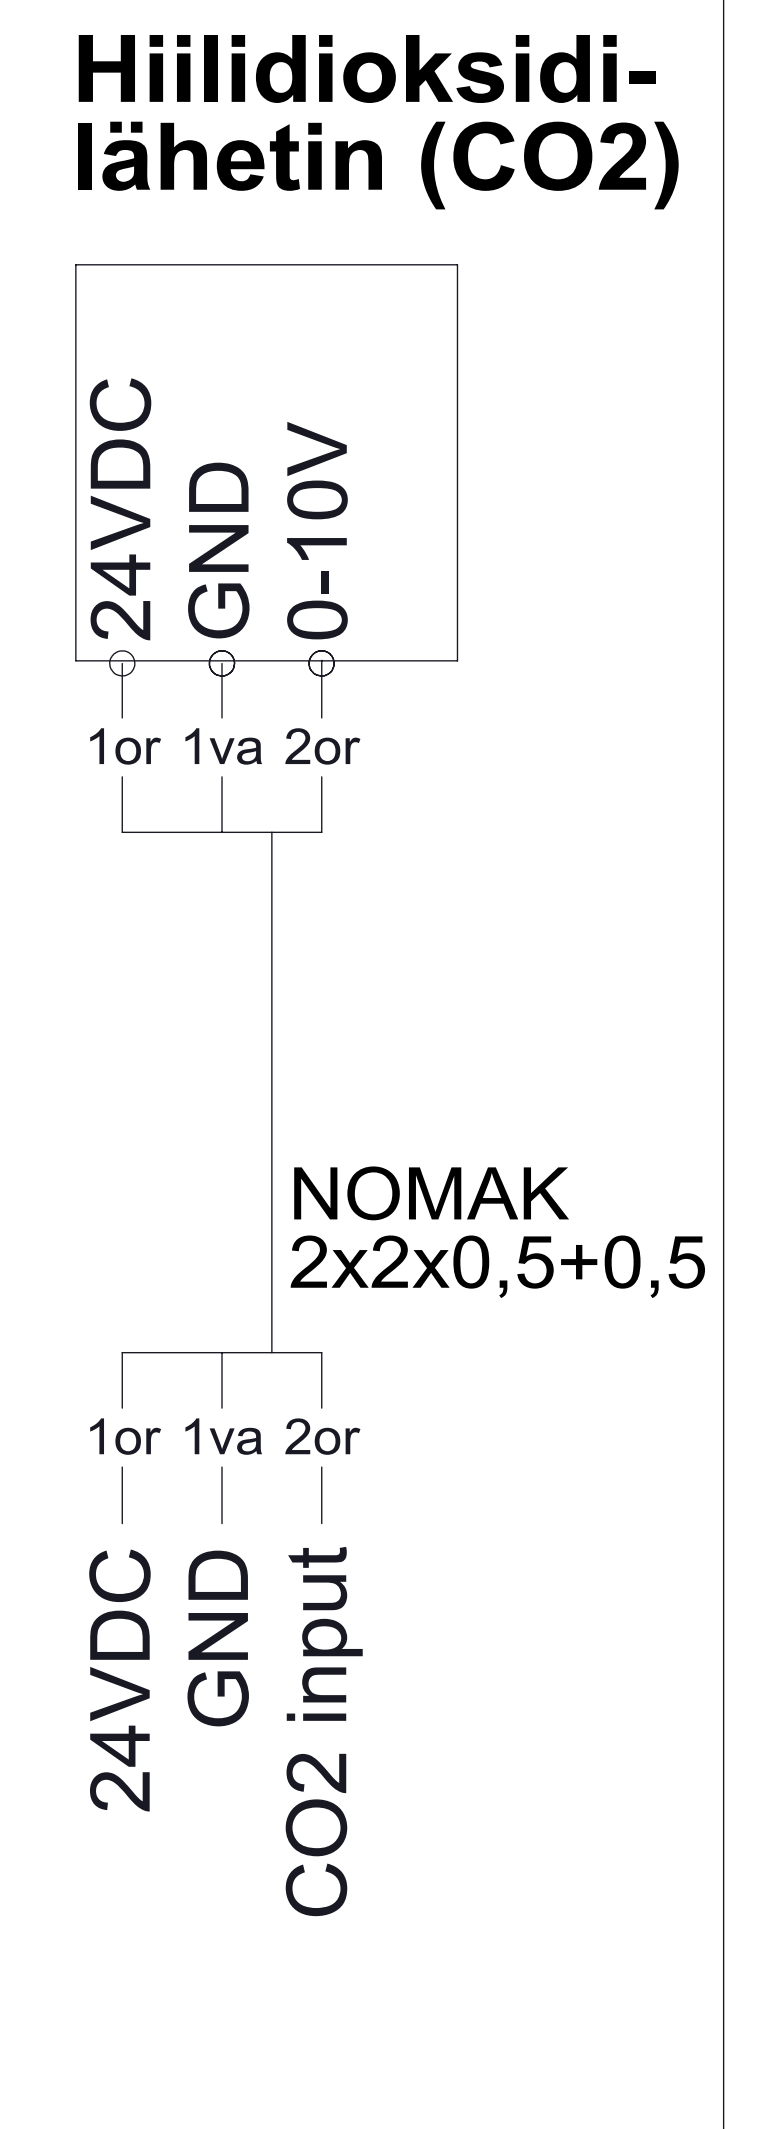 Hiilidioksidi-
lähetin (CO2)
24VDC
GND
0-10V
1or 1va 2or
NOMAK
2x2x0,5+0,5
1or 1va 2or
24VDC
GND
CO2 input